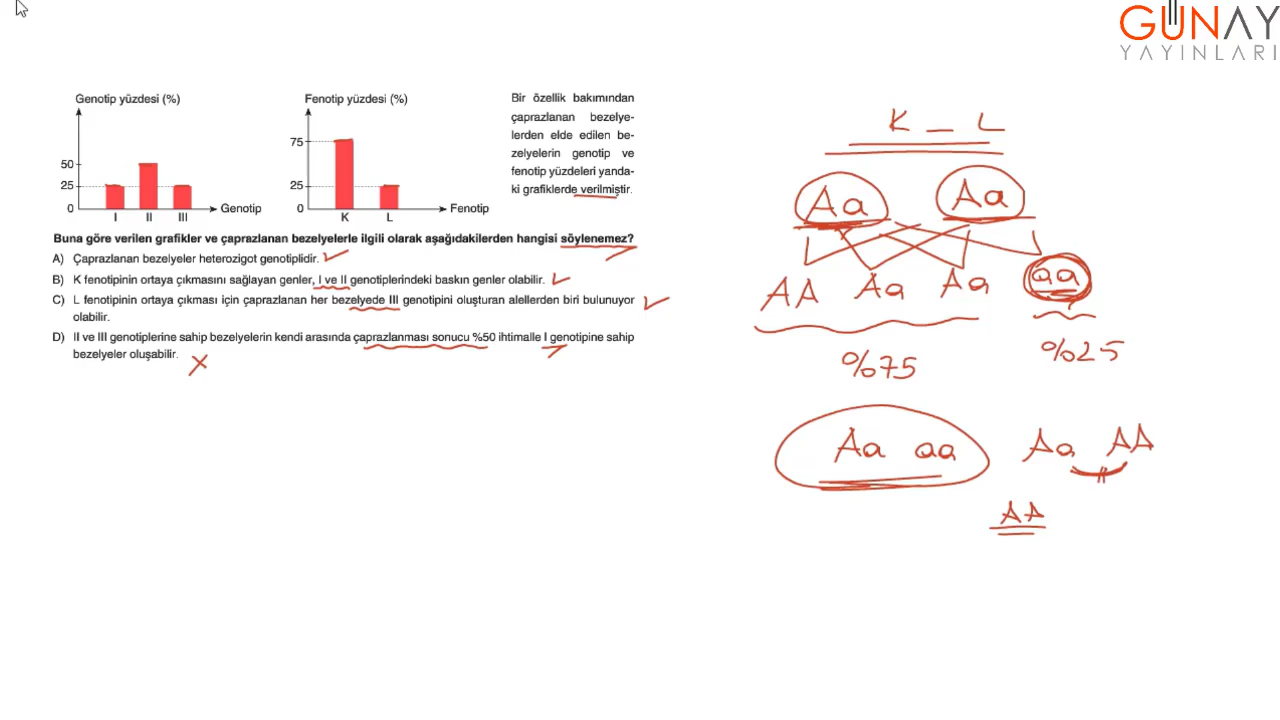 GÜNAY
YAYINLARI
Genotip yüzdesi (%)
50
25
0
I II III
Genotip
Fenotip yüzdesi (%)
75
25
0
K L
Fenotip
Bir özellik bakımından
çaprazlanan bezelye-
lerden elde edilen be-
zelyelerin genotip ve
fenotip yüzdeleri yanda-
ki grafiklerde verilmiştir.
Buna göre verilen grafikler ve çaprazlanan bezelyelerle ilgili olarak aşağıdakilerden hangisi söylenemez?
A) Çaprazlanan bezelyeler heterozigot genotiplidir.
B) K fenotipinin ortaya çıkmasını sağlayan genler, I ve II genotiplerindeki baskın genler olabilir.
C) L fenotipinin ortaya çıkması için çaprazlanan her bezelyede III genotipini oluşturan alellerden biri bulunuyor
olabilir.
D) II ve III genotiplerine sahip bezelyelerin kendi arasında çaprazlanması sonucu %50 ihtimalle I genotipine sahip
bezelyeler oluşabilir.
K _ L
Aa Aa
AA Aa Aa aa
%75 %25
Aa aa Aa AA
AA